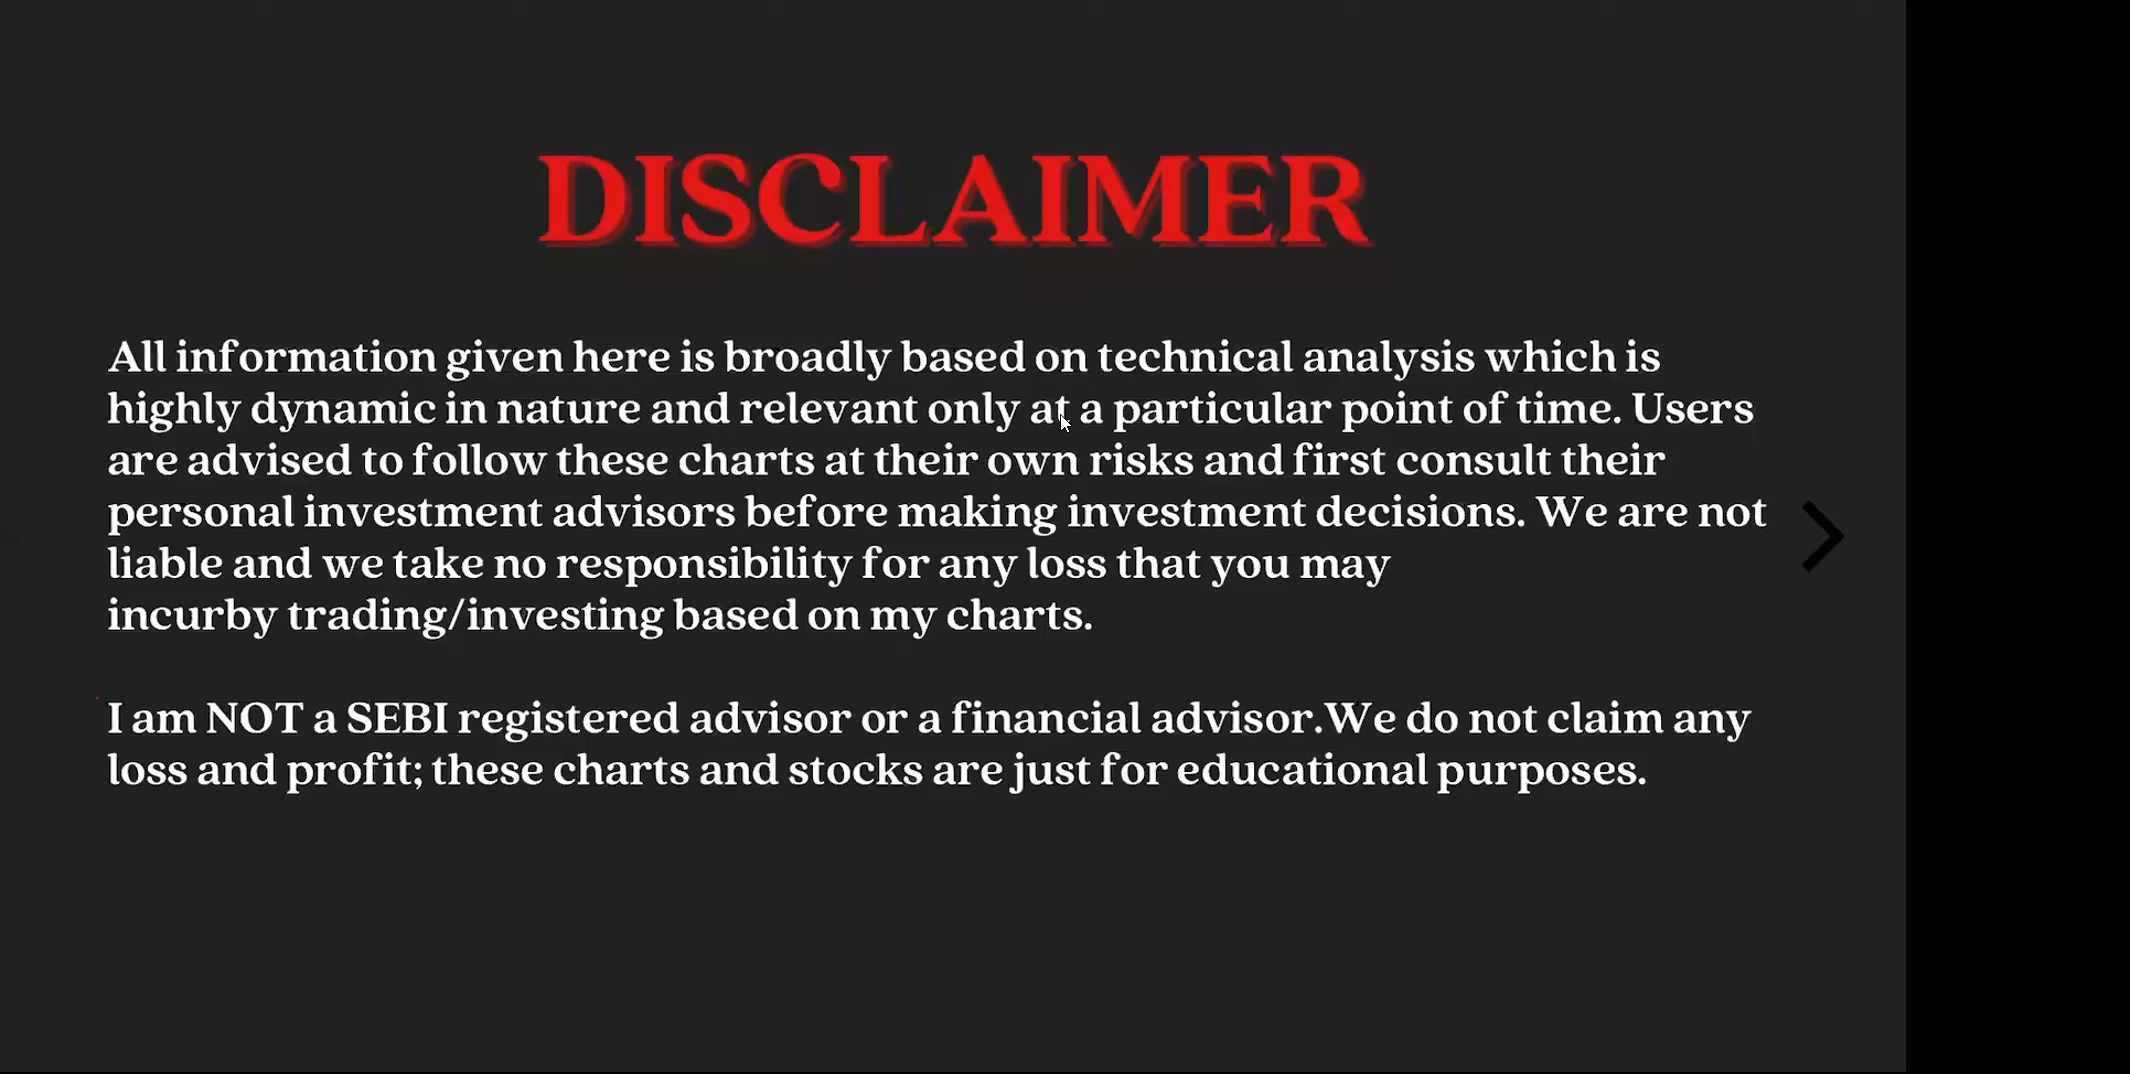 DISCLAIMER
All information given here is broadly based on technical analysis which is
highly dynamic in nature and relevant only at a particular point of time. Users
are advised to follow these charts at their own risks and first consult their
personal investment advisors before making investment decisions. We are not
liable and we take no responsibility for any loss that you may
incurby trading/investing based on my charts.
I am NOT a SEBI registered advisor or a financial advisor.We do not claim any
loss and profit; these charts and stocks are just for educational purposes.